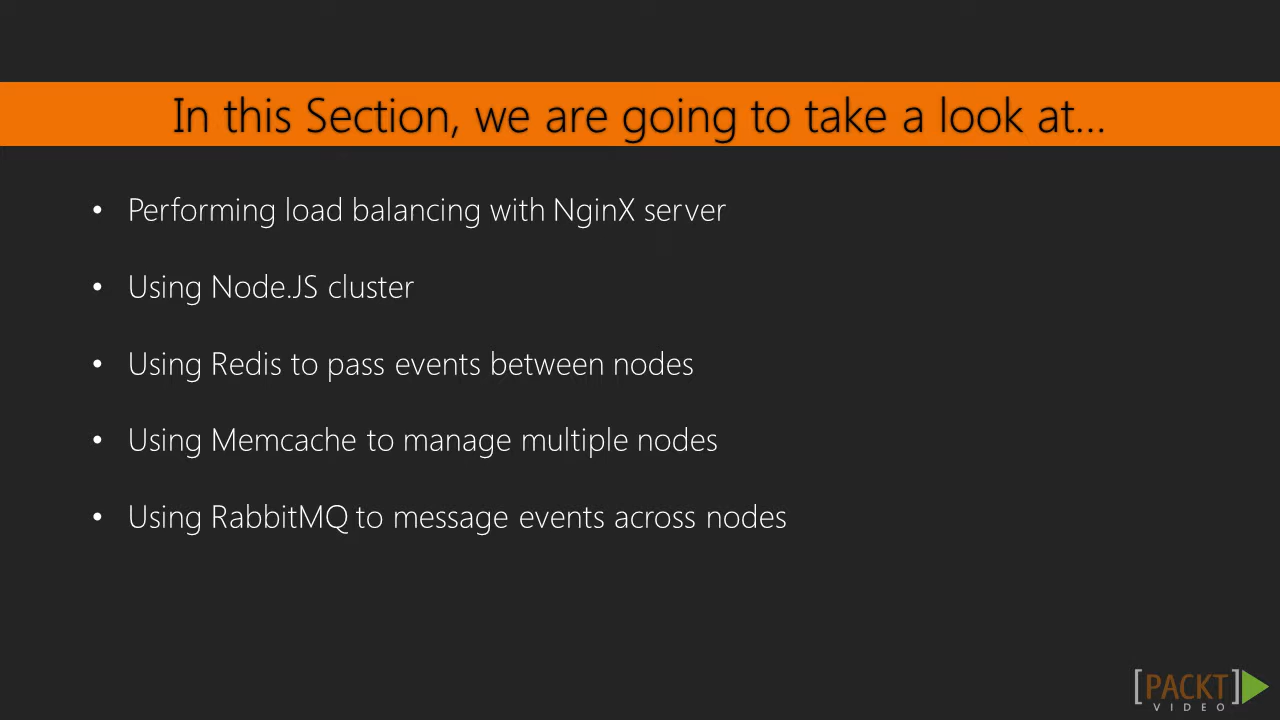 In this Section, we are going to take a look at...
• Performing load balancing with NginX server
• Using Node.JS cluster
• Using Redis to pass events between nodes
• Using Memcache to manage multiple nodes
• Using RabbitMQ to message events across nodes
[PACKT]
VIDEO